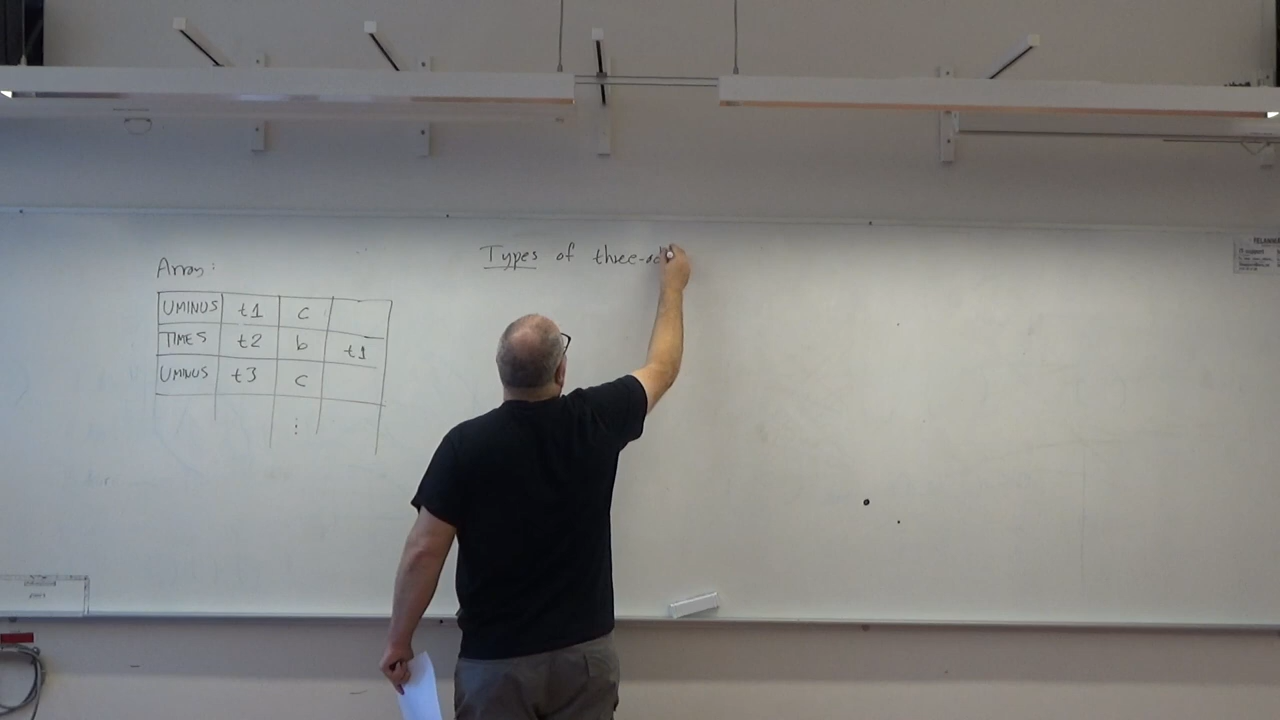 Types of three-ad
Array:
UMINUS t1 c
TIMES t2 b t1
UMINUS t3 c
⋮